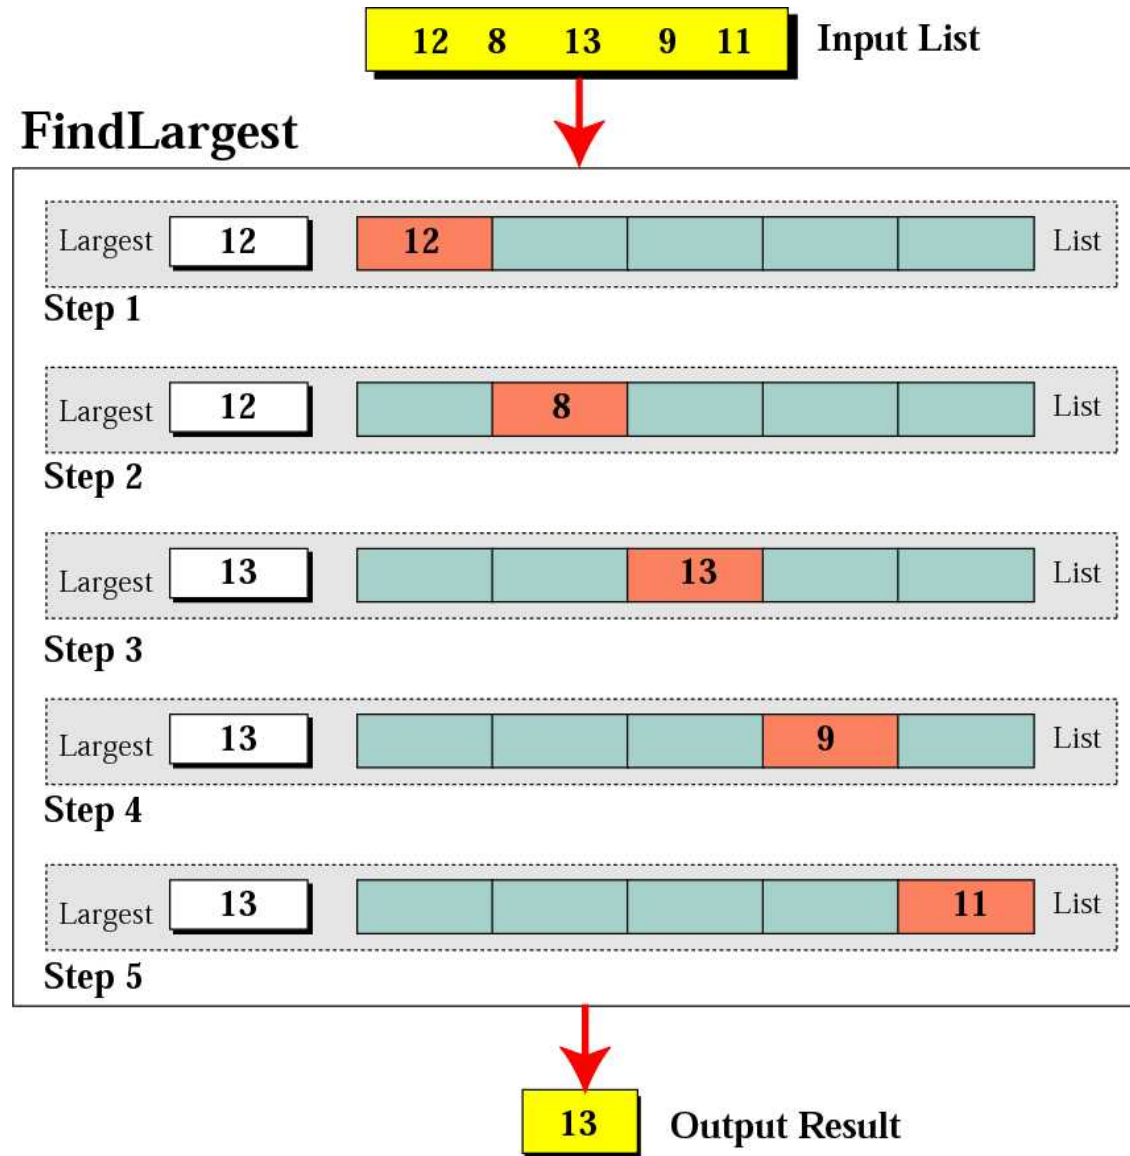 12 8 13 9 11 Input List
FindLargest
Largest 12 12 List
Step 1
Largest 12 8 List
Step 2
Largest 13 13 List
Step 3
Largest 13 9 List
Step 4
Largest 13 11 List
Step 5
13 Output Result